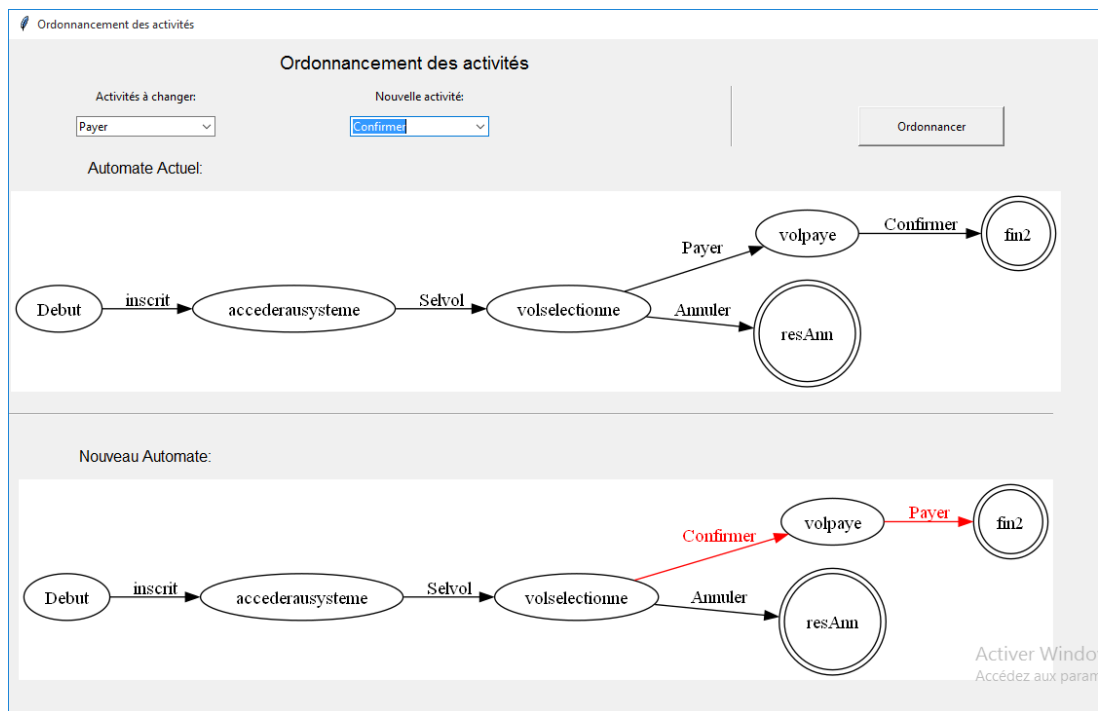 Ordonnancement des activités
Ordonnancement des activités
Activités à changer:
Nouvelle activité:
Payer
Confirmer
Ordonnancer
Automate Actuel:
Debut
inscrit
accederausysteme
Selvol
volselectionne
Payer
volpaye
Confirmer
fin2
Annuler
resAnn
Nouveau Automate:
Debut
inscrit
accederausysteme
Selvol
volselectionne
Confirmer
volpaye
Payer
fin2
Annuler
resAnn
Activer Windo
Accédez aux param